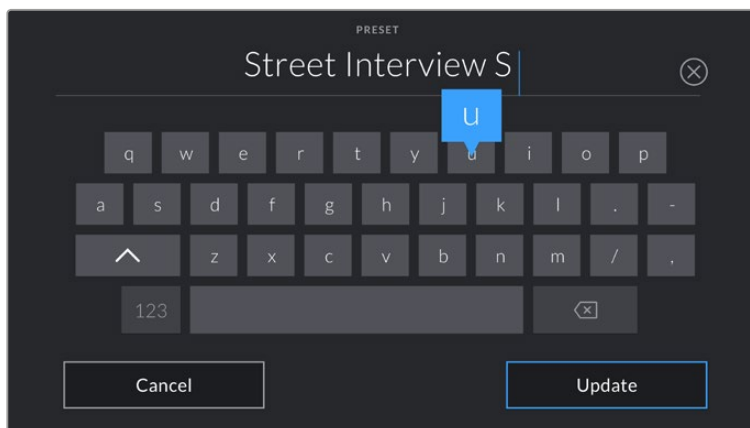 PRESET
Street Interview S
u
q w e r t y u i o p
a s d f g h j k l . -
z x c v b n m / ,
123
Cancel Update